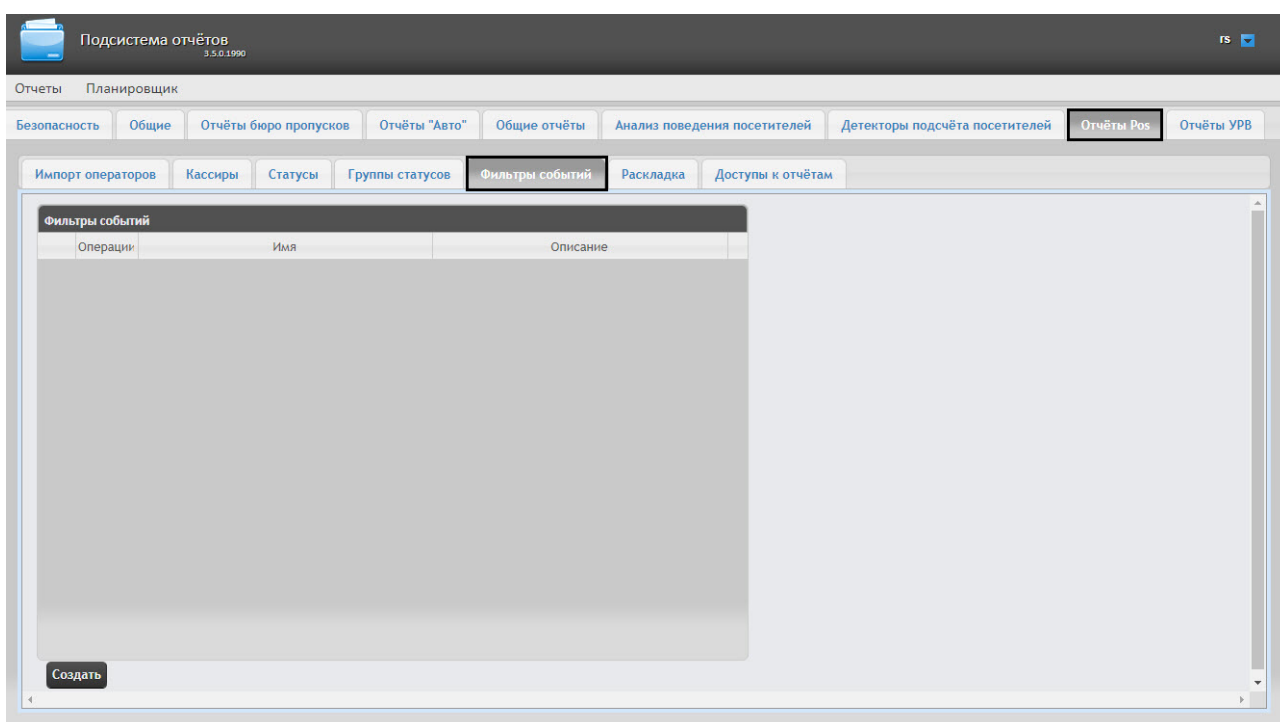 Подсистема отчётов
3.5.0.1990
rs
Отчеты Планировщик
Безопасность Общие Отчёты бюро пропусков Отчёты "Авто" Общие отчёты Анализ поведения посетителей Детекторы подсчёта посетителей Отчёты Pos Отчёты УРВ
Импорт операторов Кассиры Статусы Группы статусов Фильтры событий Раскладка Доступы к отчётам
Фильтры событий
Операции Имя Описание
Создать